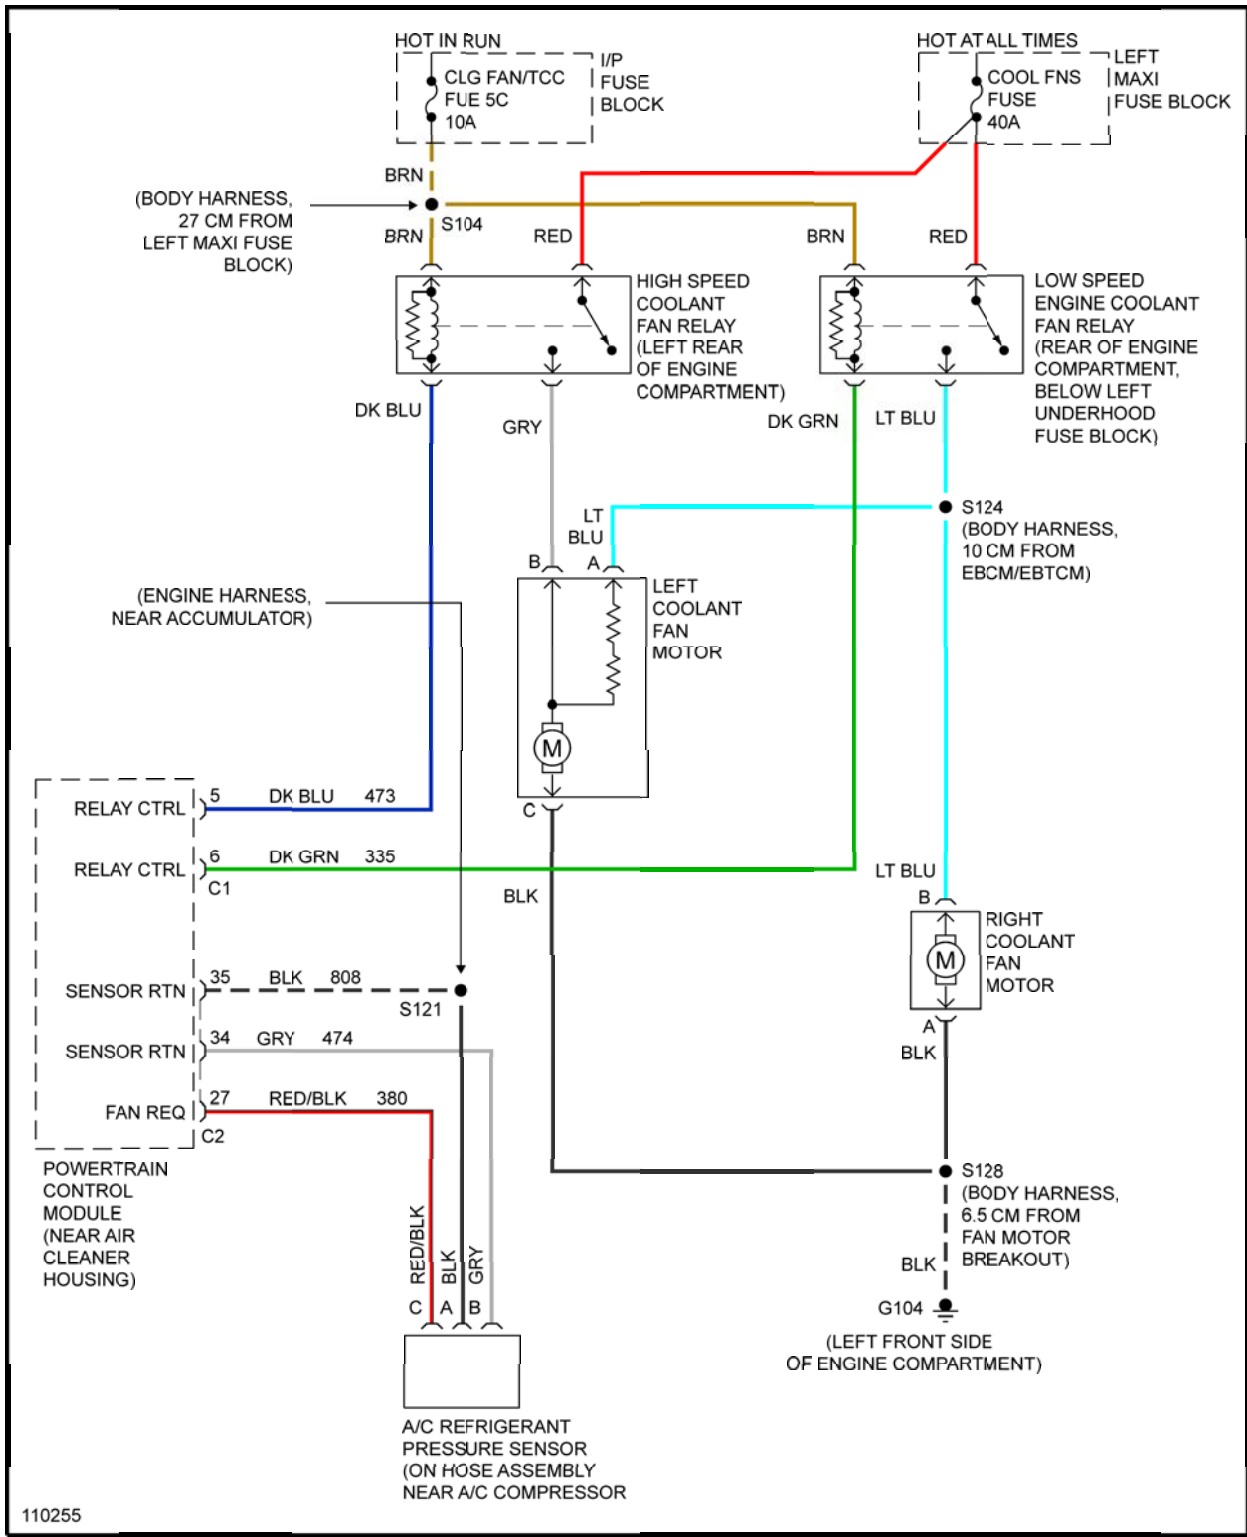 HOT IN RUN
CLG FAN/TCC
FUE 5C
10A
I/P
FUSE
BLOCK
HOT AT ALL TIMES
COOL FNS
FUSE
40A
LEFT
MAXI
FUSE BLOCK
BRN
(BODY HARNESS,
27 CM FROM
LEFT MAXI FUSE
BLOCK)
S104
BRN
RED
BRN
RED
HIGH SPEED
COOLANT
FAN RELAY
(LEFT REAR
OF ENGINE
COMPARTMENT)
LOW SPEED
ENGINE COOLANT
FAN RELAY
(REAR OF ENGINE
COMPARTMENT,
BELOW LEFT
UNDERHOOD
FUSE BLOCK)
DK BLU
GRY
DK GRN
LT BLU
LT
BLU
S124
(BODY HARNESS,
10 CM FROM
EBCM/EBTCM)
B
A
LEFT
COOLANT
FAN
MOTOR
M
C
(ENGINE HARNESS,
NEAR ACCUMULATOR)
RELAY CTRL
5
DK BLU 473
RELAY CTRL
6
DK GRN 335
C1
BLK
LT BLU
B
RIGHT
COOLANT
FAN
MOTOR
M
A
BLK
SENSOR RTN
35
BLK 808
S121
SENSOR RTN
34
GRY 474
FAN REQ
27
RED/BLK 380
C2
POWERTRAIN
CONTROL
MODULE
(NEAR AIR
CLEANER
HOUSING)
RED/BLK
BLK
GRY
C
A
B
S128
(BODY HARNESS,
6.5 CM FROM
FAN MOTOR
BREAKOUT)
BLK
G104
(LEFT FRONT SIDE
OF ENGINE COMPARTMENT)
A/C REFRIGERANT
PRESSURE SENSOR
(ON HOSE ASSEMBLY
NEAR A/C COMPRESSOR
110255